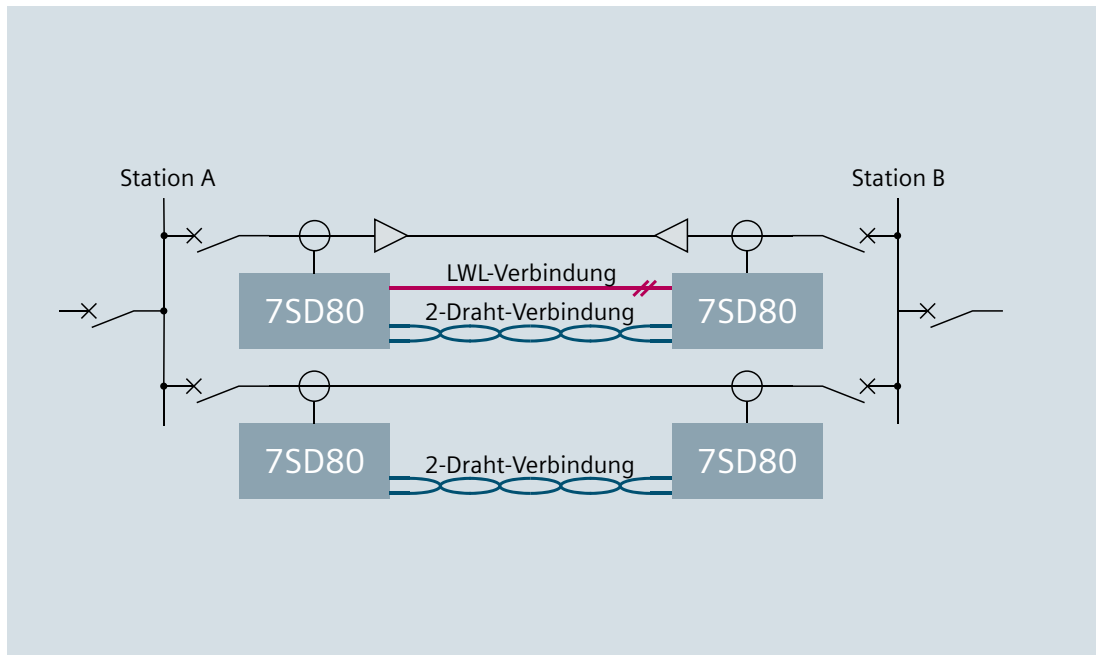 Station A
Station B
LWL-Verbindung
7SD80
2-Draht-Verbindung
7SD80
7SD80
2-Draht-Verbindung
7SD80